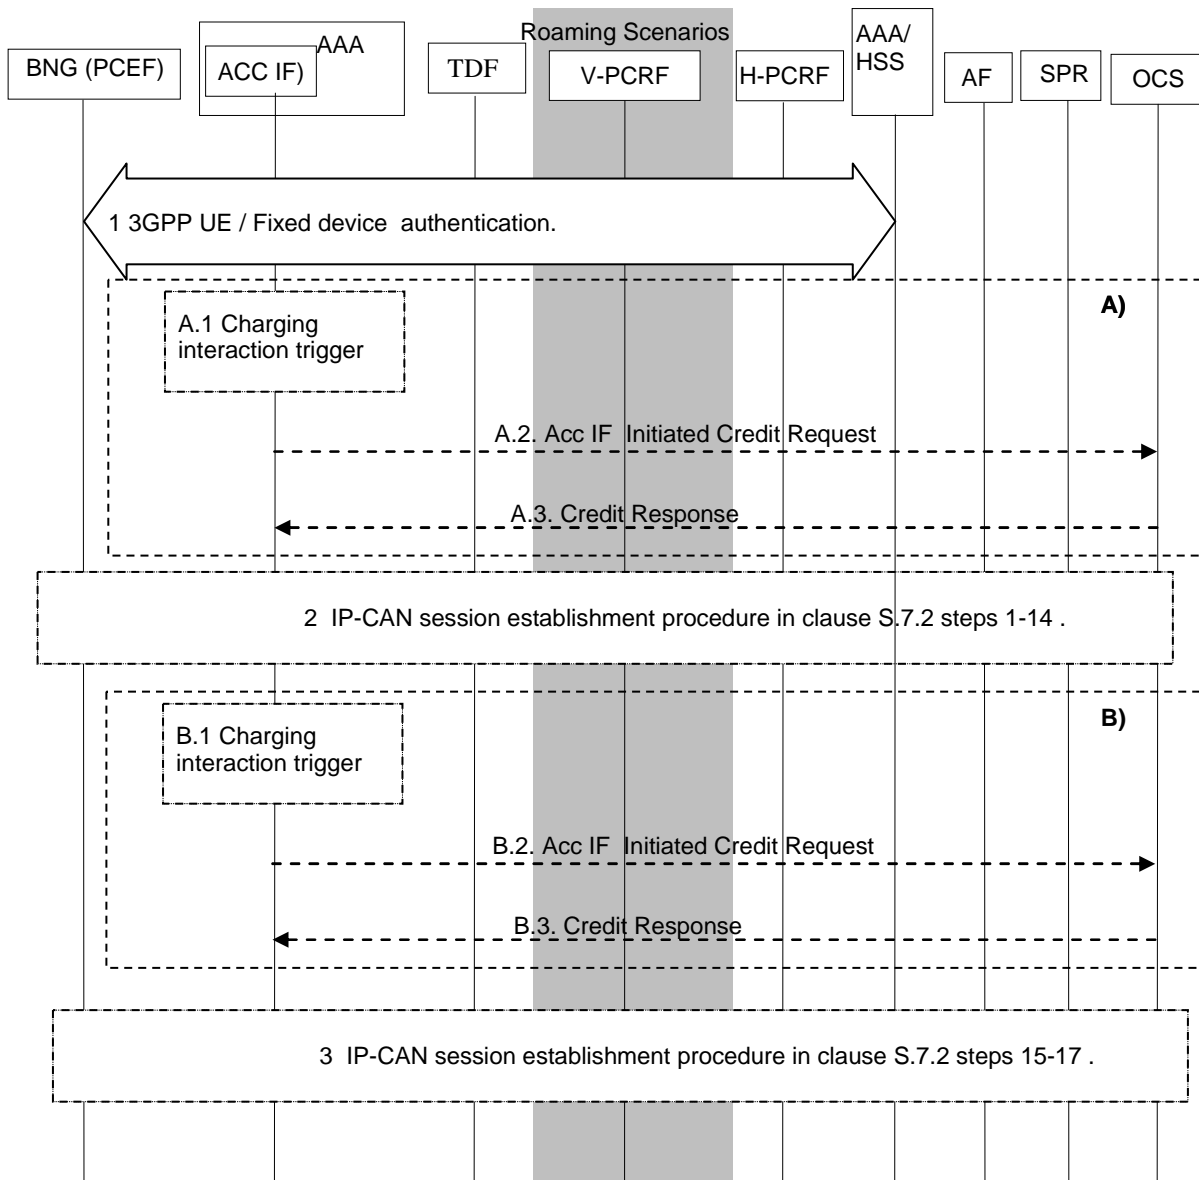 Roaming Scenarios
BNG (PCEF)
AAA
ACC IF)
TDF
V-PCRF
H-PCRF
AAA/
HSS
AF
SPR
OCS
1 3GPP UE / Fixed device  authentication.
A)
A.1 Charging
interaction trigger
A.2. Acc IF  Initiated Credit Request
A.3. Credit Response
2  IP-CAN session establishment procedure in clause S.7.2 steps 1-14 .
B)
B.1 Charging
interaction trigger
B.2. Acc IF  Initiated Credit Request
B.3. Credit Response
3  IP-CAN session establishment procedure in clause S.7.2 steps 15-17 .